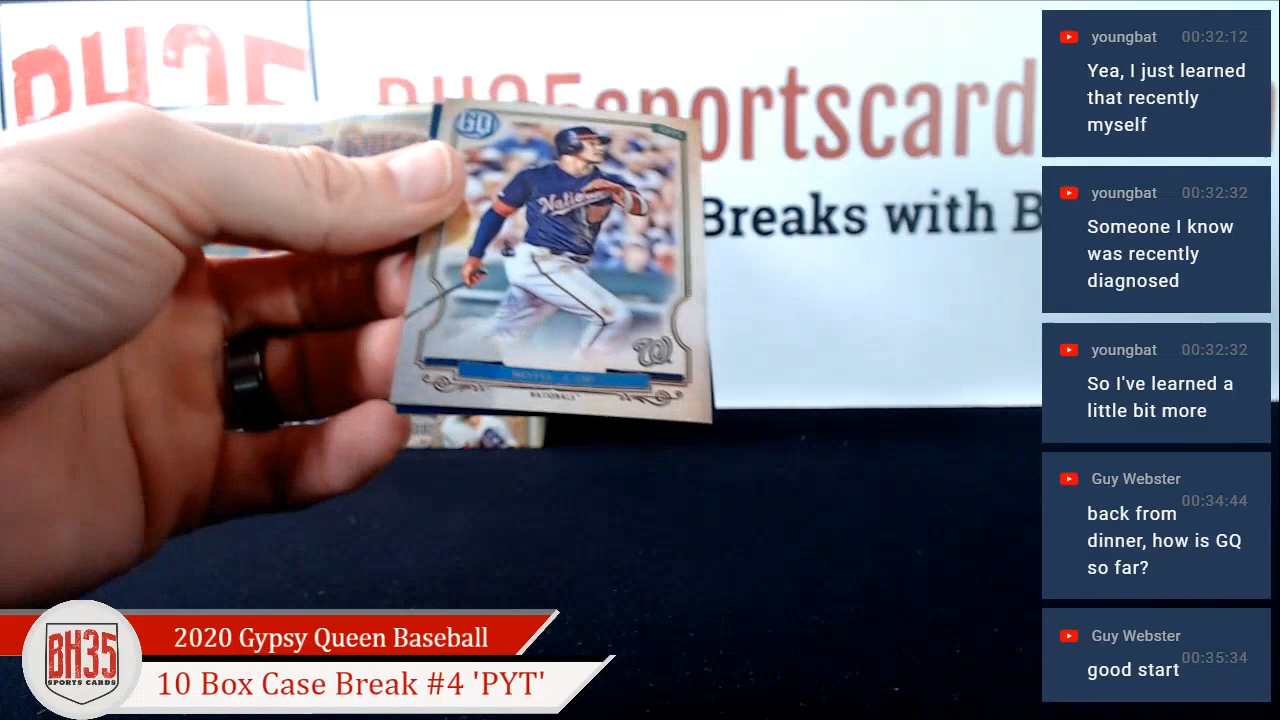 BH35
BH35sportscard
Breaks with B
GQ
Nationa
W
NATIONALS
2020 Gypsy Queen Baseball
10 Box Case Break #4 'PYT'
BH35
SPORTS CARDS
youngbat 00:32:12
Yea, I just learned
that recently
myself
youngbat 00:32:32
Someone I know
was recently
diagnosed
youngbat 00:32:32
So I've learned a
little bit more
Guy Webster
00:34:44
back from
dinner, how is GQ
so far?
Guy Webster
00:35:34
good start